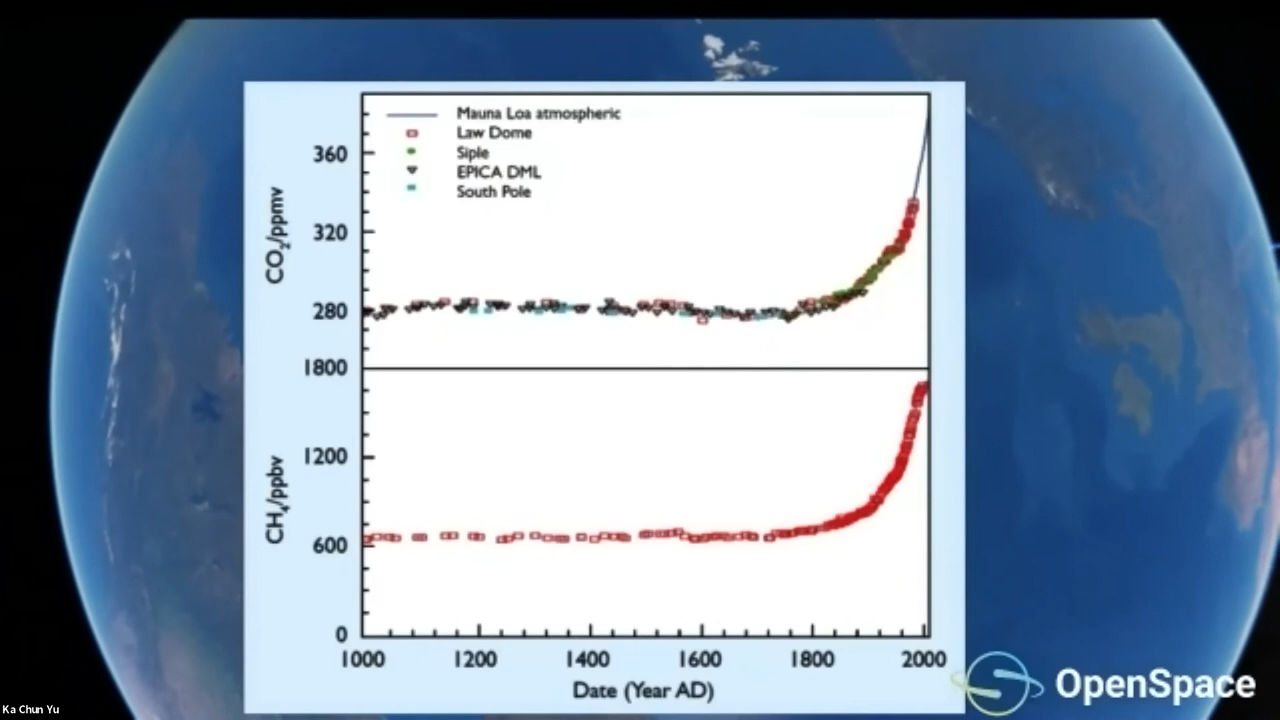 Mauna Loa atmospheric
Law Dome
Siple
EPICA DML
South Pole
CO2/ppmv
360
320
280
1800
CH4/ppbv
1200
600
0
1000 1200 1400 1600 1800 2000
Date (Year AD)
OpenSpace
Ka Chun Yu